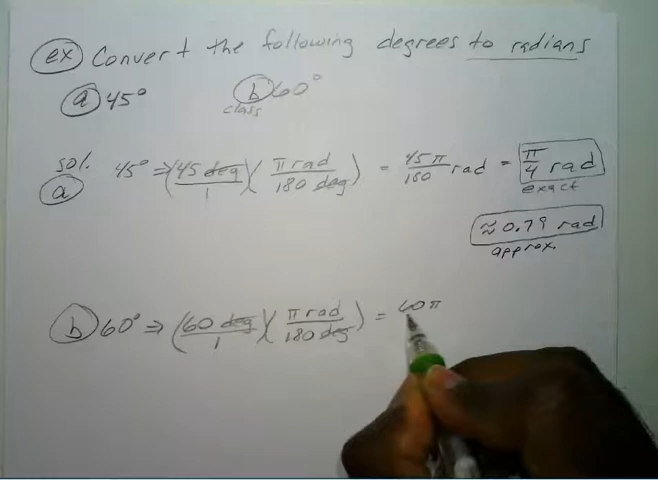 ex Convert the following degrees to radians
a 45° b 60°
class
sol. 45° ⇒ (45 deg / 1)(π rad / 180 deg) = 45π / 180 rad = π / 4 rad
a exact
≈ 0.79 rad
approx.
b 60° ⇒ (60 deg / 1)(π rad / 180 deg) = 60π